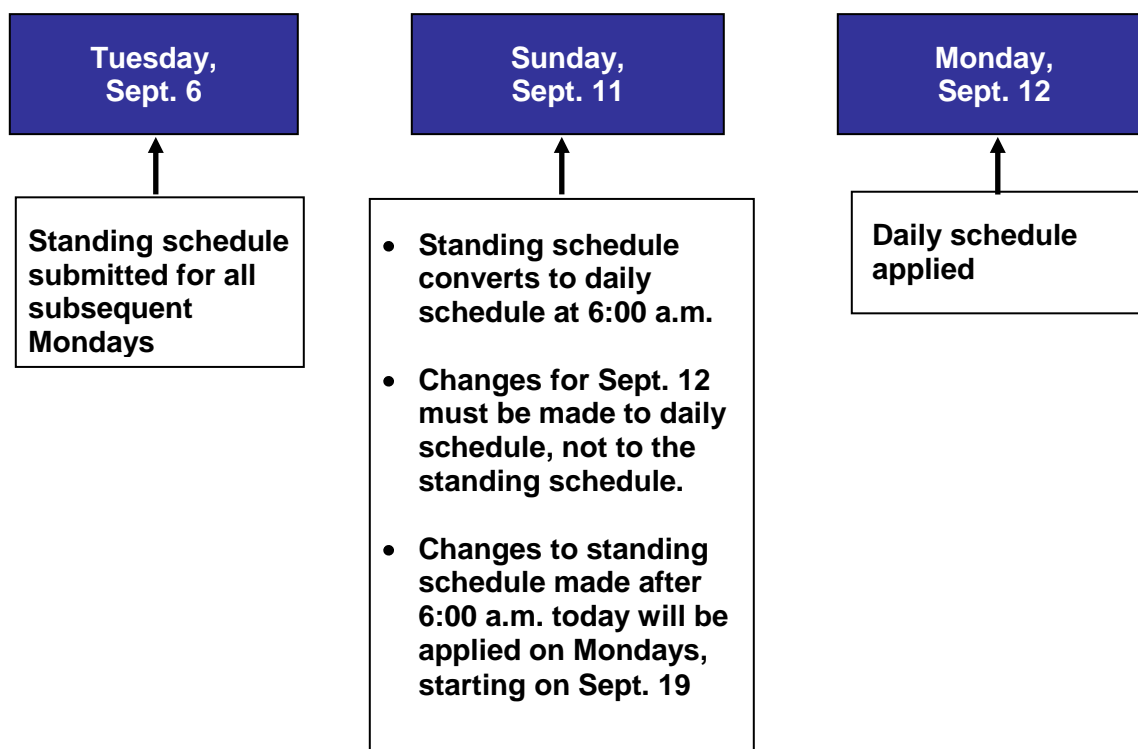 Tuesday,
Sept. 6
Sunday,
Sept. 11
Monday,
Sept. 12
Standing schedule
submitted for all
subsequent
Mondays
• Standing schedule
converts to daily
schedule at 6:00 a.m.
• Changes for Sept. 12
must be made to daily
schedule, not to the
standing schedule.
• Changes to standing
schedule made after
6:00 a.m. today will be
applied on Mondays,
starting on Sept. 19
Daily schedule
applied